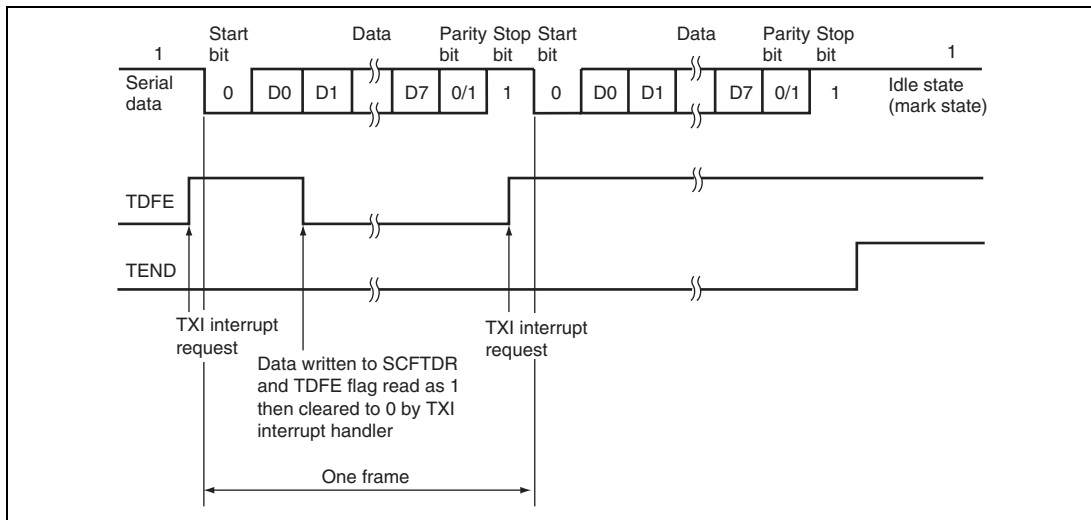 Start Data Parity Stop Start Data Parity Stop
1 bit bit bit bit bit bit 1
Serial 0 D0 D1 D7 0/1 1 0 D0 D1 D7 0/1 1 Idle state
data (mark state)
TDFE
TEND
TXI interrupt
request
TXI interrupt
request
Data written to SCFTDR
and TDFE flag read as 1
then cleared to 0 by TXI
interrupt handler
One frame